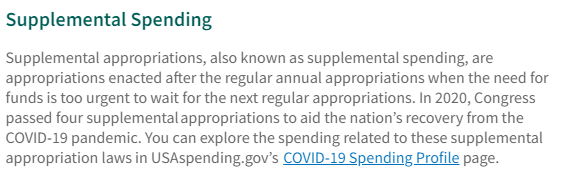 Supplemental Spending
Supplemental appropriations, also known as supplemental spending, are
appropriations enacted after the regular annual appropriations when the need for
funds is too urgent to wait for the next regular appropriations. In 2020, Congress
passed four supplemental appropriations to aid the nation’s recovery from the
COVID-19 pandemic. You can explore the spending related to these supplemental
appropriation laws in USAspending.gov’s COVID-19 Spending Profile page.